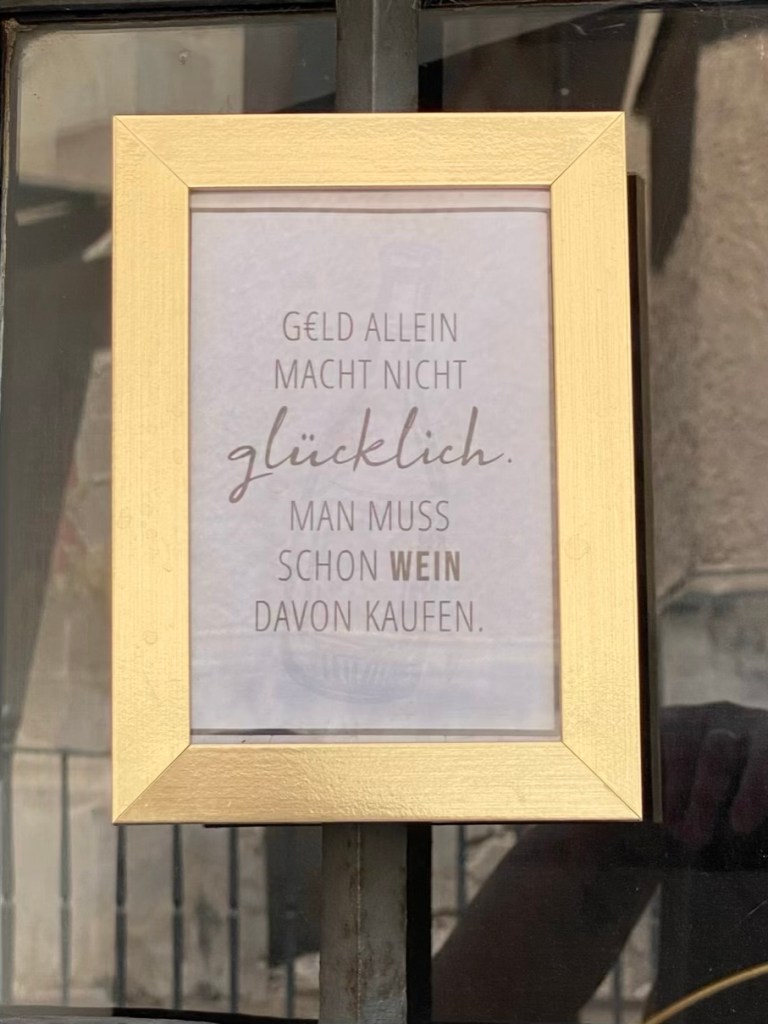 G€LD ALLEIN
MACHT NICHT
glücklich.
MAN MUSS
SCHON WEIN
DAVON KAUFEN.